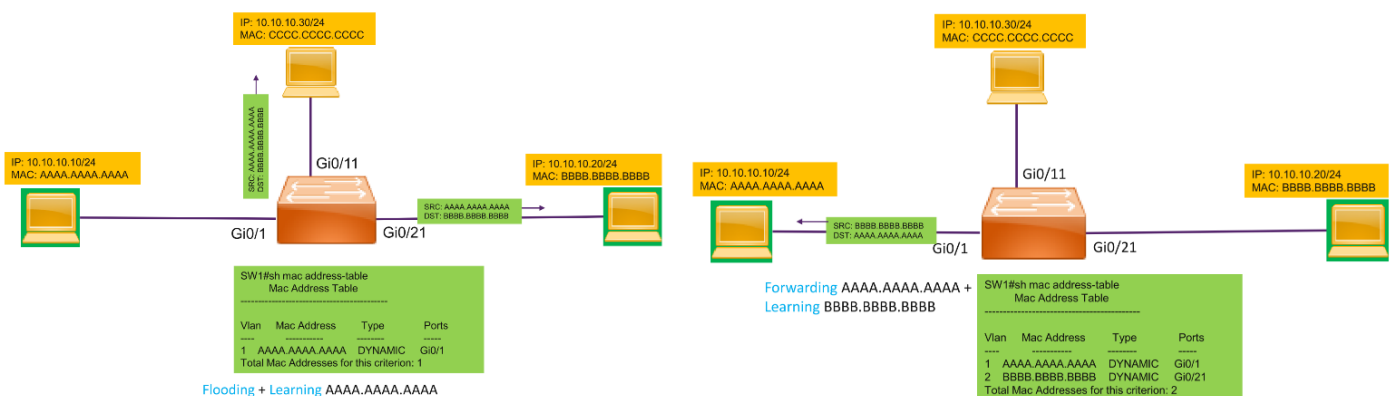 IP: 10.10.10.30/24
MAC: CCCC.CCCC.CCCC
SRC: AAAA.AAAA.AAAA
DST: BBBB.BBBB.BBBB
IP: 10.10.10.10/24
MAC: AAAA.AAAA.AAAA
Gi0/11
IP: 10.10.10.20/24
MAC: BBBB.BBBB.BBBB
SRC: AAAA.AAAA.AAAA
DST: BBBB.BBBB.BBBB
Gi0/1
Gi0/21
SW1#sh mac address-table
Mac Address Table
-------------------------------------------
Vlan Mac Address Type Ports
---- ----------- -------- -----
1 AAAA.AAAA.AAAA DYNAMIC Gi0/1
Total Mac Addresses for this criterion: 1
Flooding + Learning AAAA.AAAA.AAAA
IP: 10.10.10.30/24
MAC: CCCC.CCCC.CCCC
IP: 10.10.10.10/24
MAC: AAAA.AAAA.AAAA
Gi0/11
IP: 10.10.10.20/24
MAC: BBBB.BBBB.BBBB
SRC: BBBB.BBBB.BBBB
DST: AAAA.AAAA.AAAA
Gi0/1
Gi0/21
Forwarding AAAA.AAAA.AAAA +
Learning BBBB.BBBB.BBBB
SW1#sh mac address-table
Mac Address Table
-------------------------------------------
Vlan Mac Address Type Ports
---- ----------- -------- -----
1 AAAA.AAAA.AAAA DYNAMIC Gi0/1
2 BBBB.BBBB.BBBB DYNAMIC Gi0/21
Total Mac Addresses for this criterion: 2